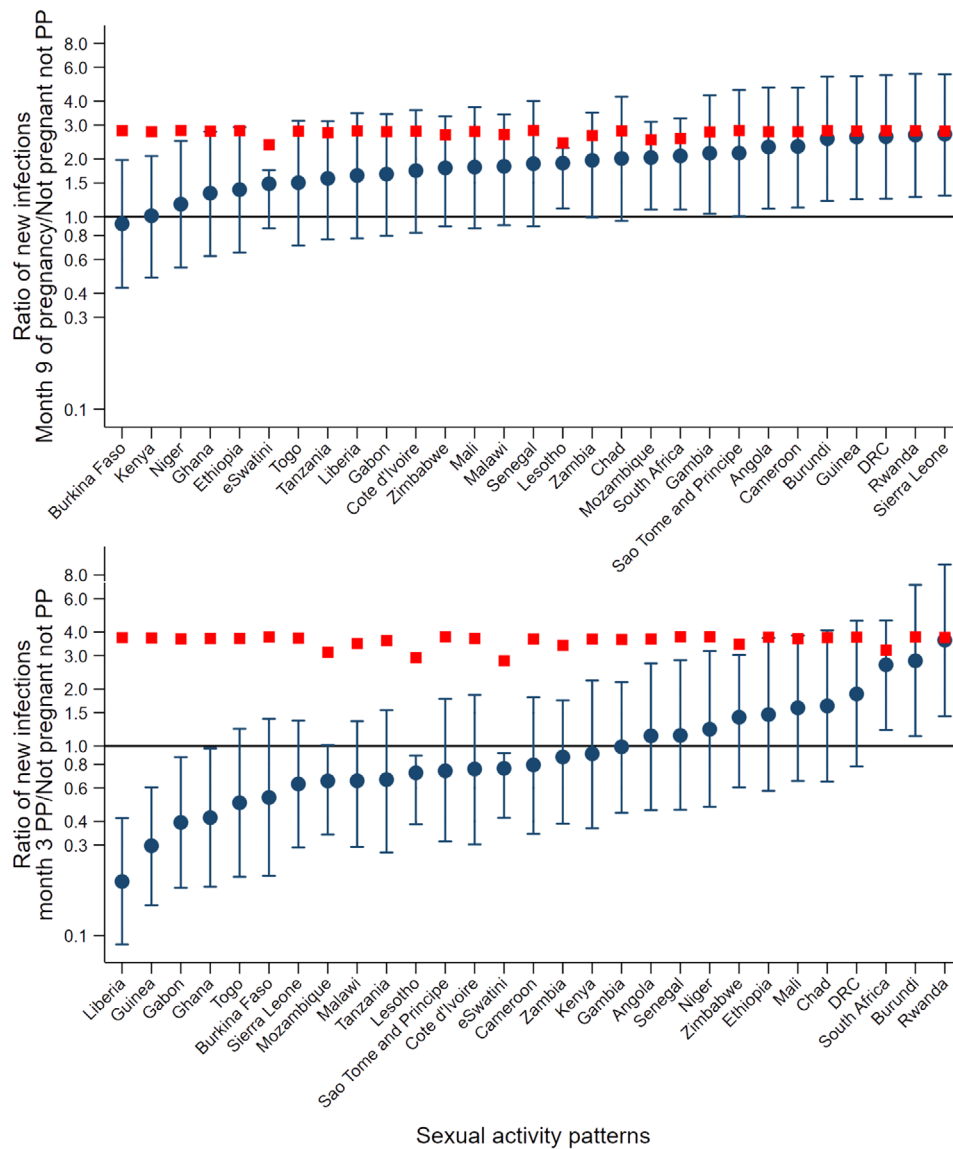 Ratio of new infections
Month 9 of pregnancy/Not pregnant not PP
8.0
6.0
4.0
3.0
2.0
1.5
1.0
0.8
0.6
0.4
0.3
0.1
Burkina Faso
Kenya
Niger
Ghana
Ethiopia
eSwatini
Togo
Tanzania
Liberia
Gabon
Cote d'Ivoire
Zimbabwe
Mali
Malawi
Senegal
Lesotho
Zambia
Chad
Mozambique
South Africa
Gambia
Sao Tome and Principe
Angola
Cameroon
Burundi
Guinea
DRC
Rwanda
Sierra Leone
Ratio of new infections
month 3 PP/Not pregnant not PP
8.0
6.0
4.0
3.0
2.0
1.5
1.0
0.8
0.6
0.4
0.3
0.1
Liberia
Guinea
Gabon
Ghana
Togo
Burkina Faso
Sierra Leone
Mozambique
Malawi
Tanzania
Lesotho
Sao Tome and Principe
Cote d'Ivoire
eSwatini
Cameroon
Zambia
Kenya
Gambia
Angola
Senegal
Niger
Zimbabwe
Ethiopia
Mali
Chad
DRC
South Africa
Burundi
Rwanda
Sexual activity patterns